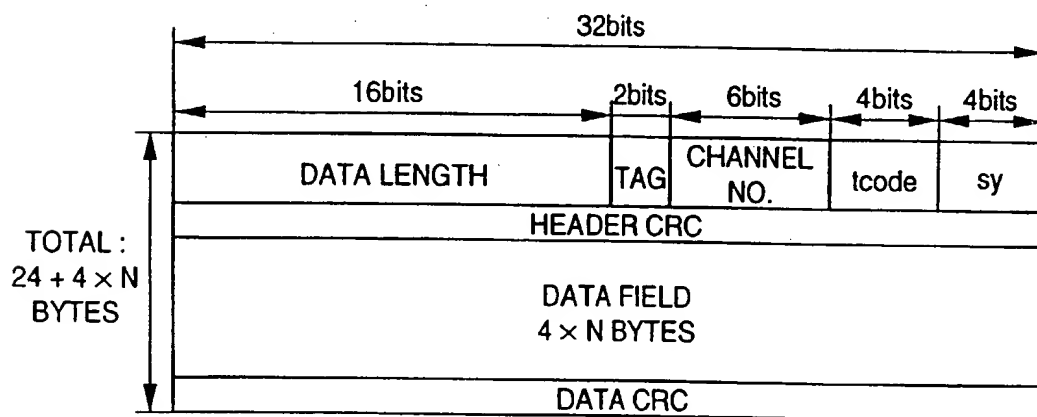 32bits
16bits
2bits
6bits
4bits
4bits
DATA LENGTH
TAG
CHANNEL
NO.
tcode
sy
HEADER CRC
TOTAL :
24 + 4 × N
BYTES
DATA FIELD
4 × N BYTES
DATA CRC